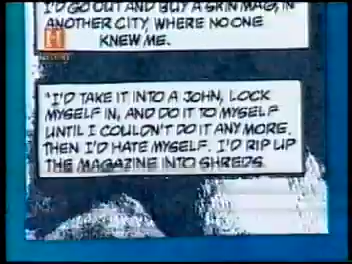 I'D GO OUT AND BUY A SKIN MAG, IN
ANOTHER CITY, WHERE NO ONE
KNEW ME.
H
"I'D TAKE IT INTO A JOHN, LOCK
MYSELF IN, AND DO IT TO MYSELF
UNTIL I COULDN'T DO IT ANY MORE.
THEN I'D HATE MYSELF. I'D RIP UP
THE MAGAZINE INTO SHREDS.